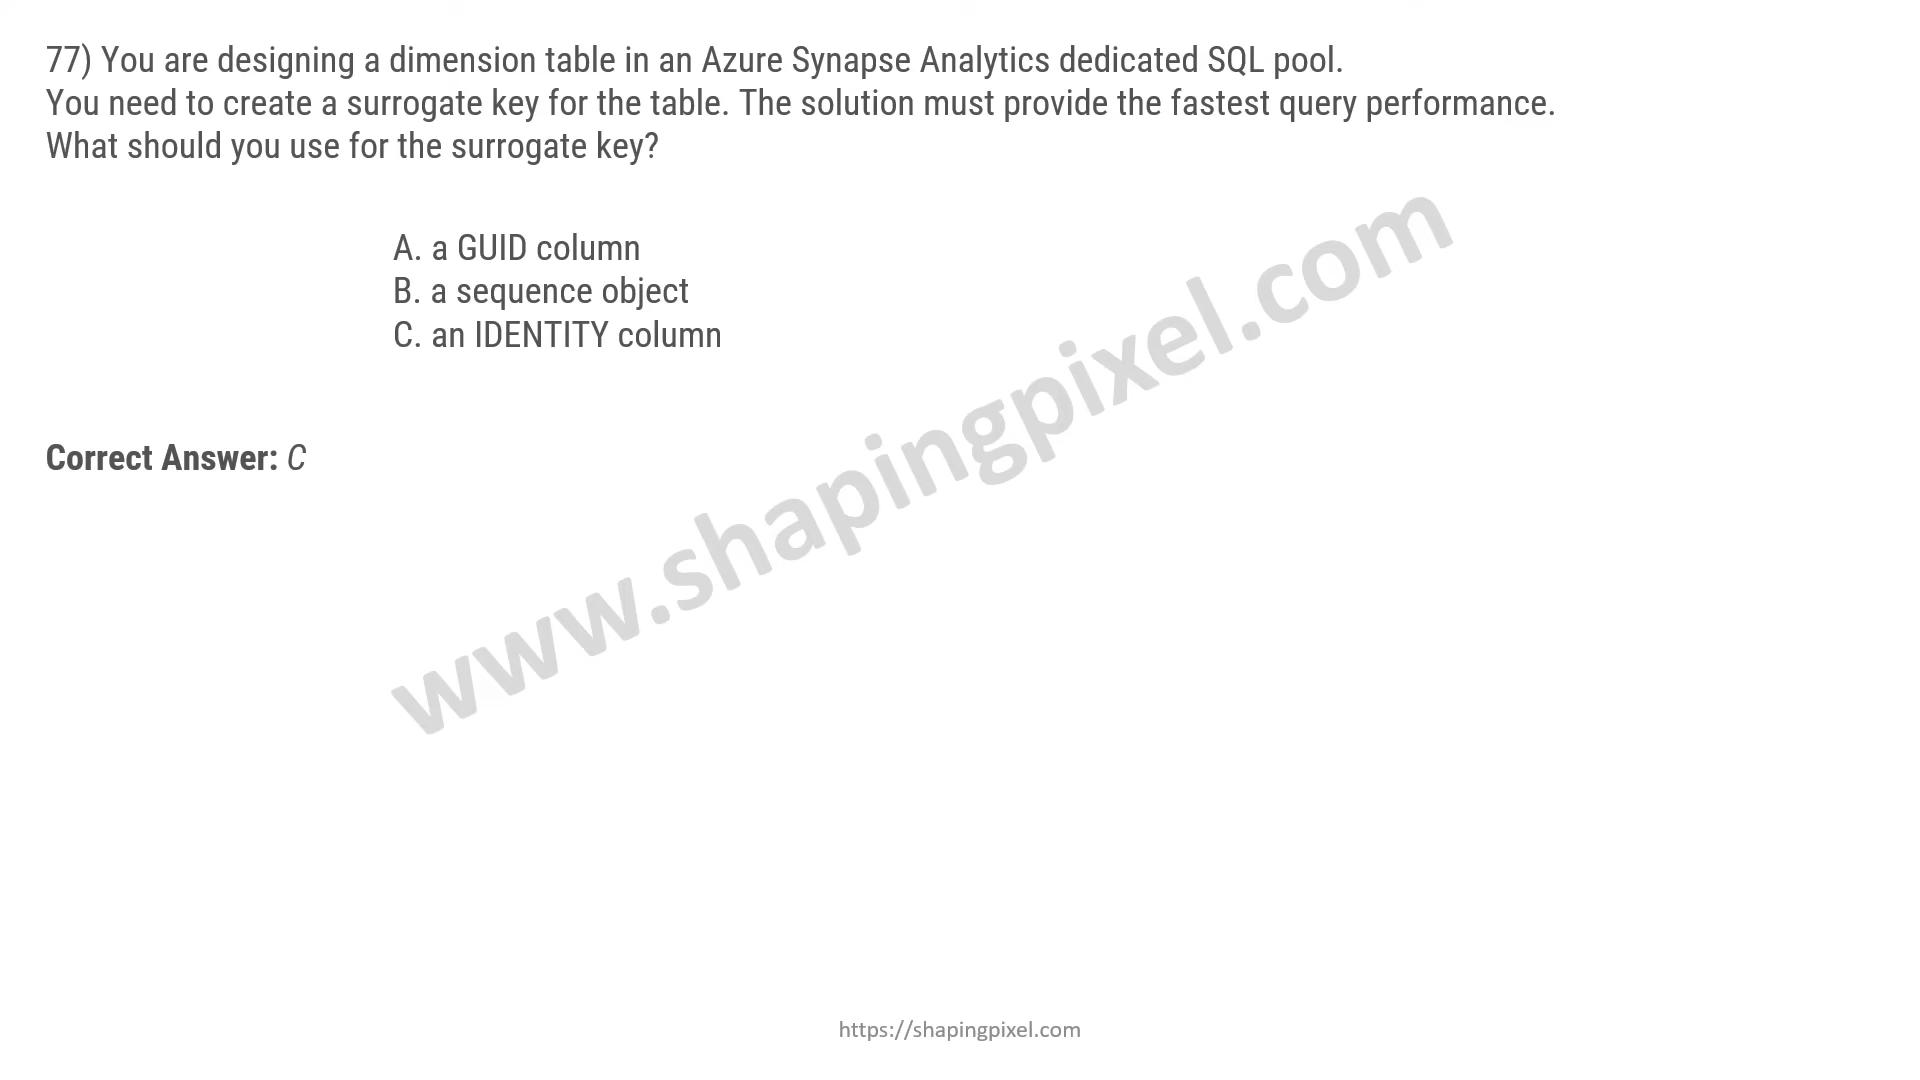 77) You are designing a dimension table in an Azure Synapse Analytics dedicated SQL pool.
You need to create a surrogate key for the table. The solution must provide the fastest query performance.
What should you use for the surrogate key?
A. a GUID column
B. a sequence object
C. an IDENTITY column
Correct Answer: C
www.shapingpixel.com
https://shapingpixel.com